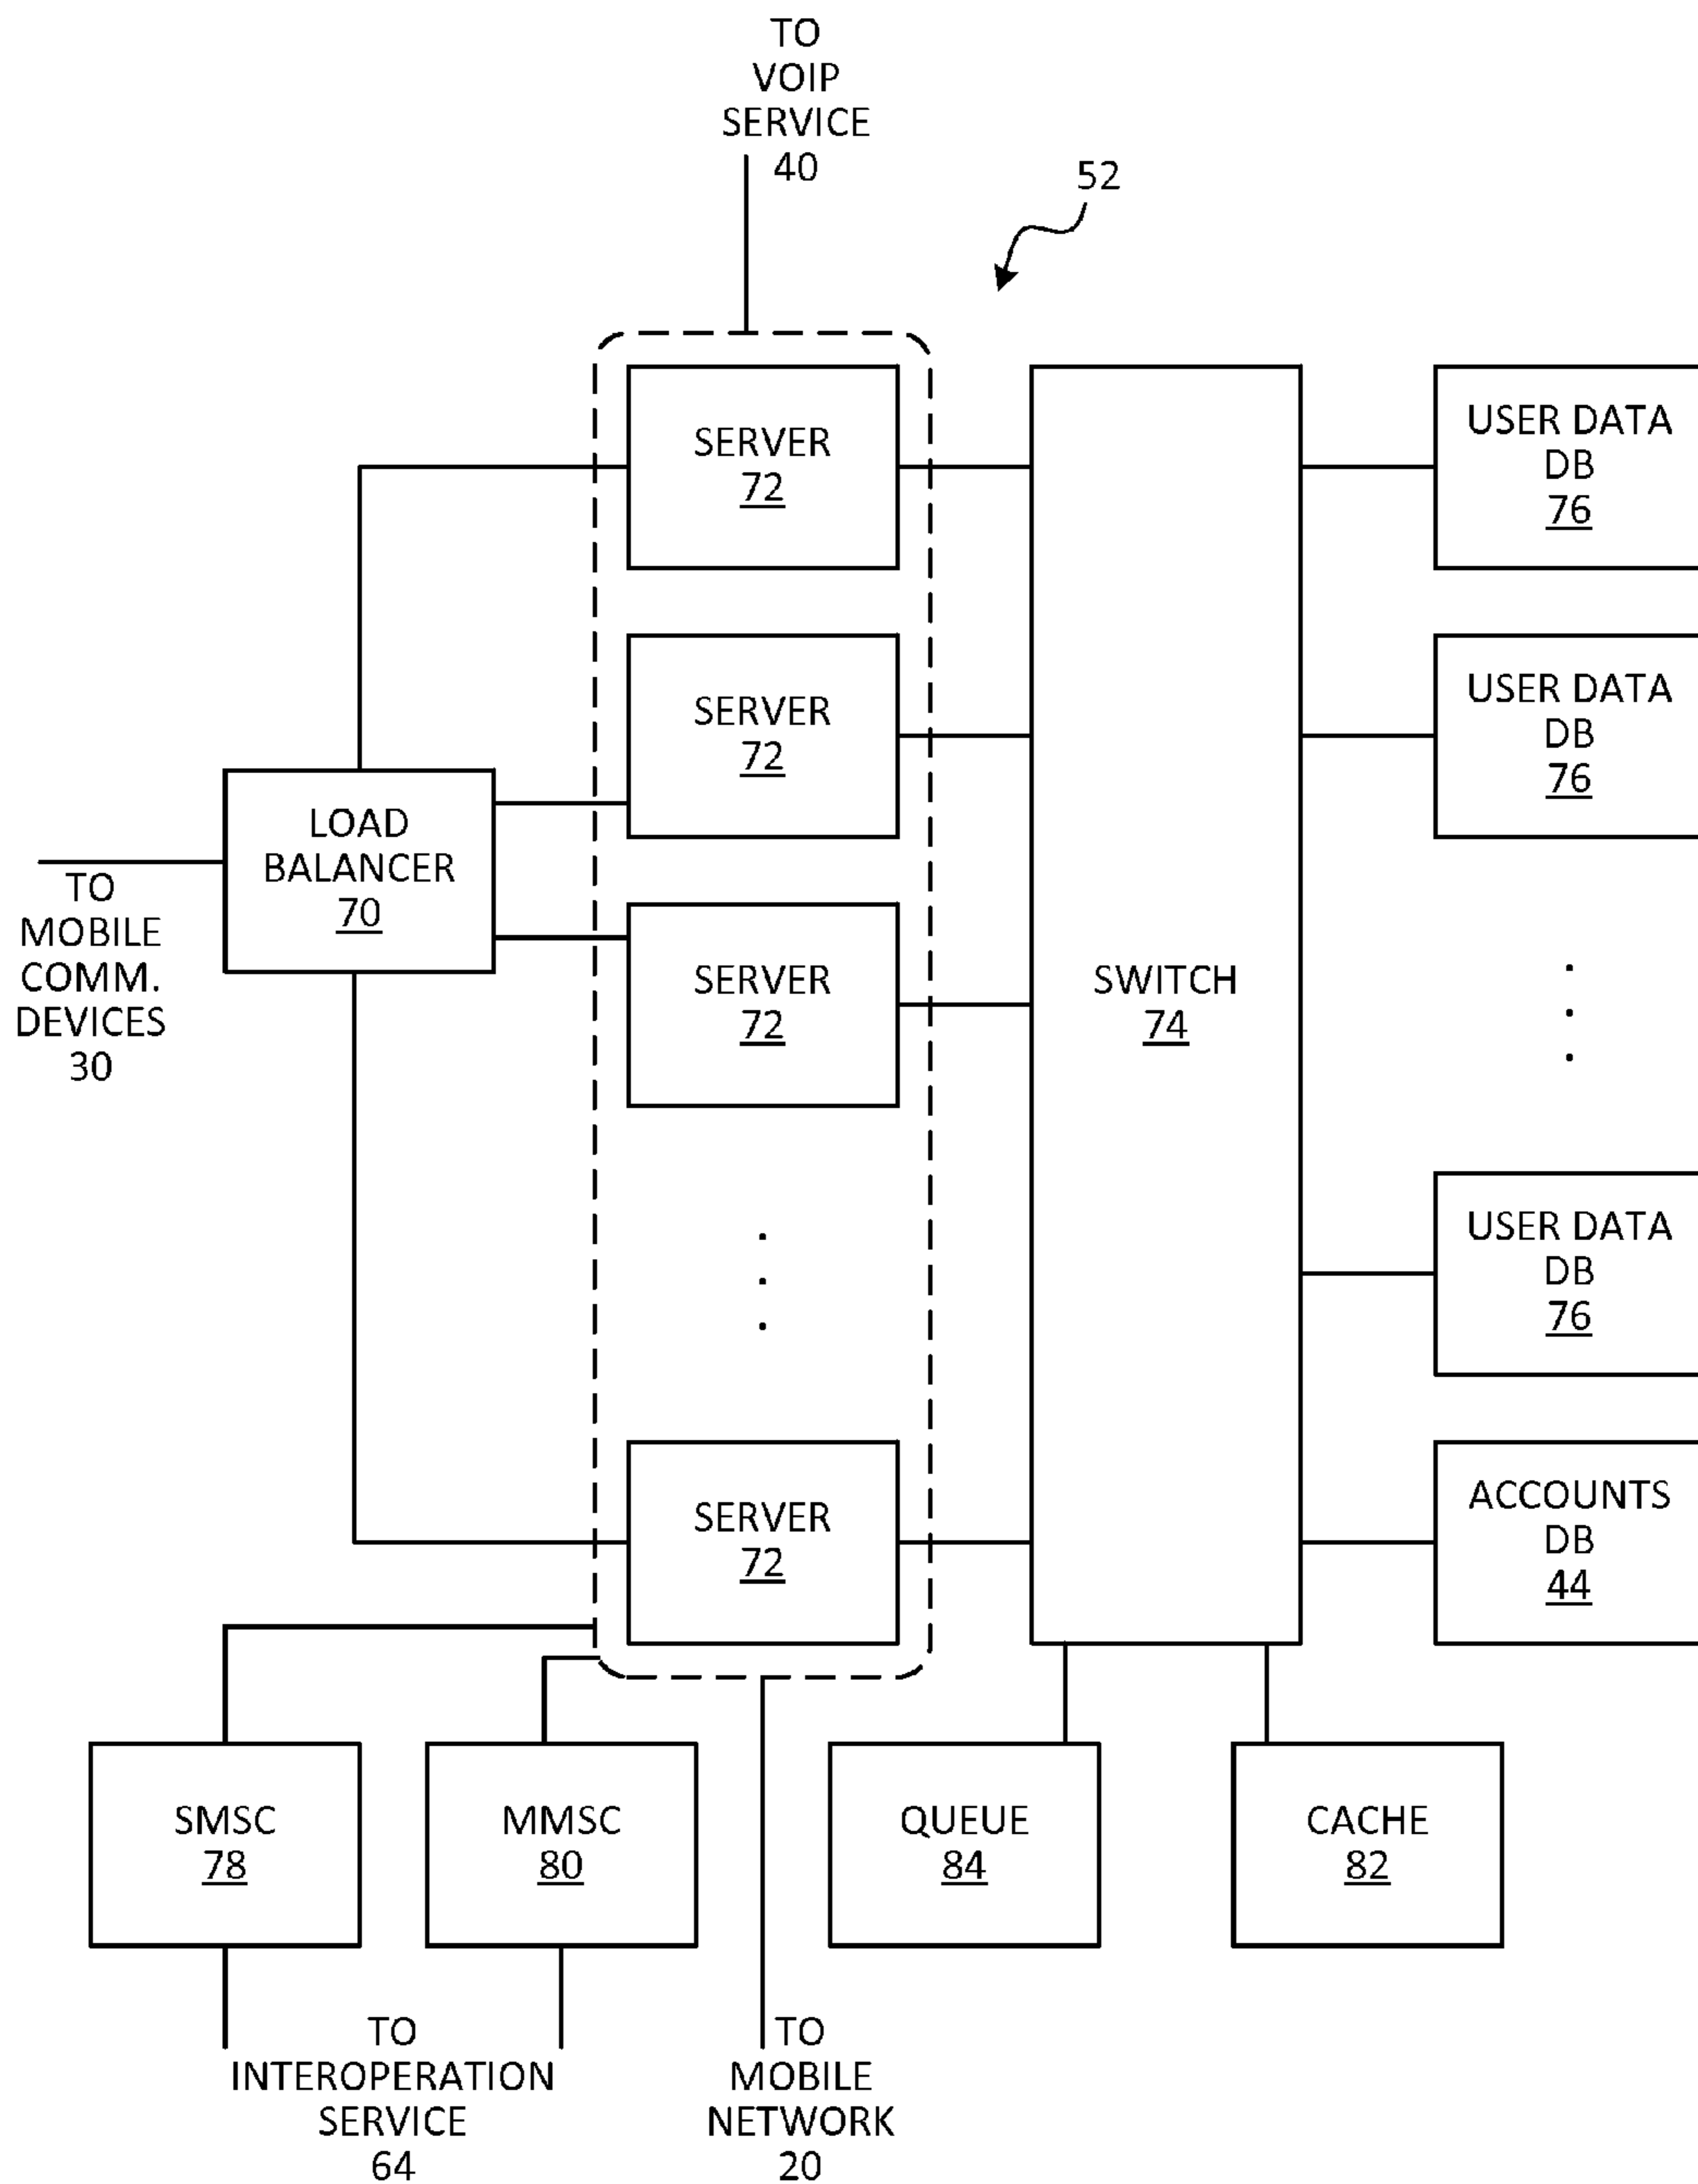 TO
VOIP
SERVICE
40
52
SERVER
72
USER DATA
DB
76
SERVER
72
USER DATA
DB
76
LOAD
BALANCER
70
TO
MOBILE
COMM.
DEVICES
30
SERVER
72
SWITCH
74
USER DATA
DB
76
SERVER
72
ACCOUNTS
DB
44
SMSC
78
MMSC
80
QUEUE
84
CACHE
82
TO
INTEROPERATION
SERVICE
64
TO
MOBILE
NETWORK
20